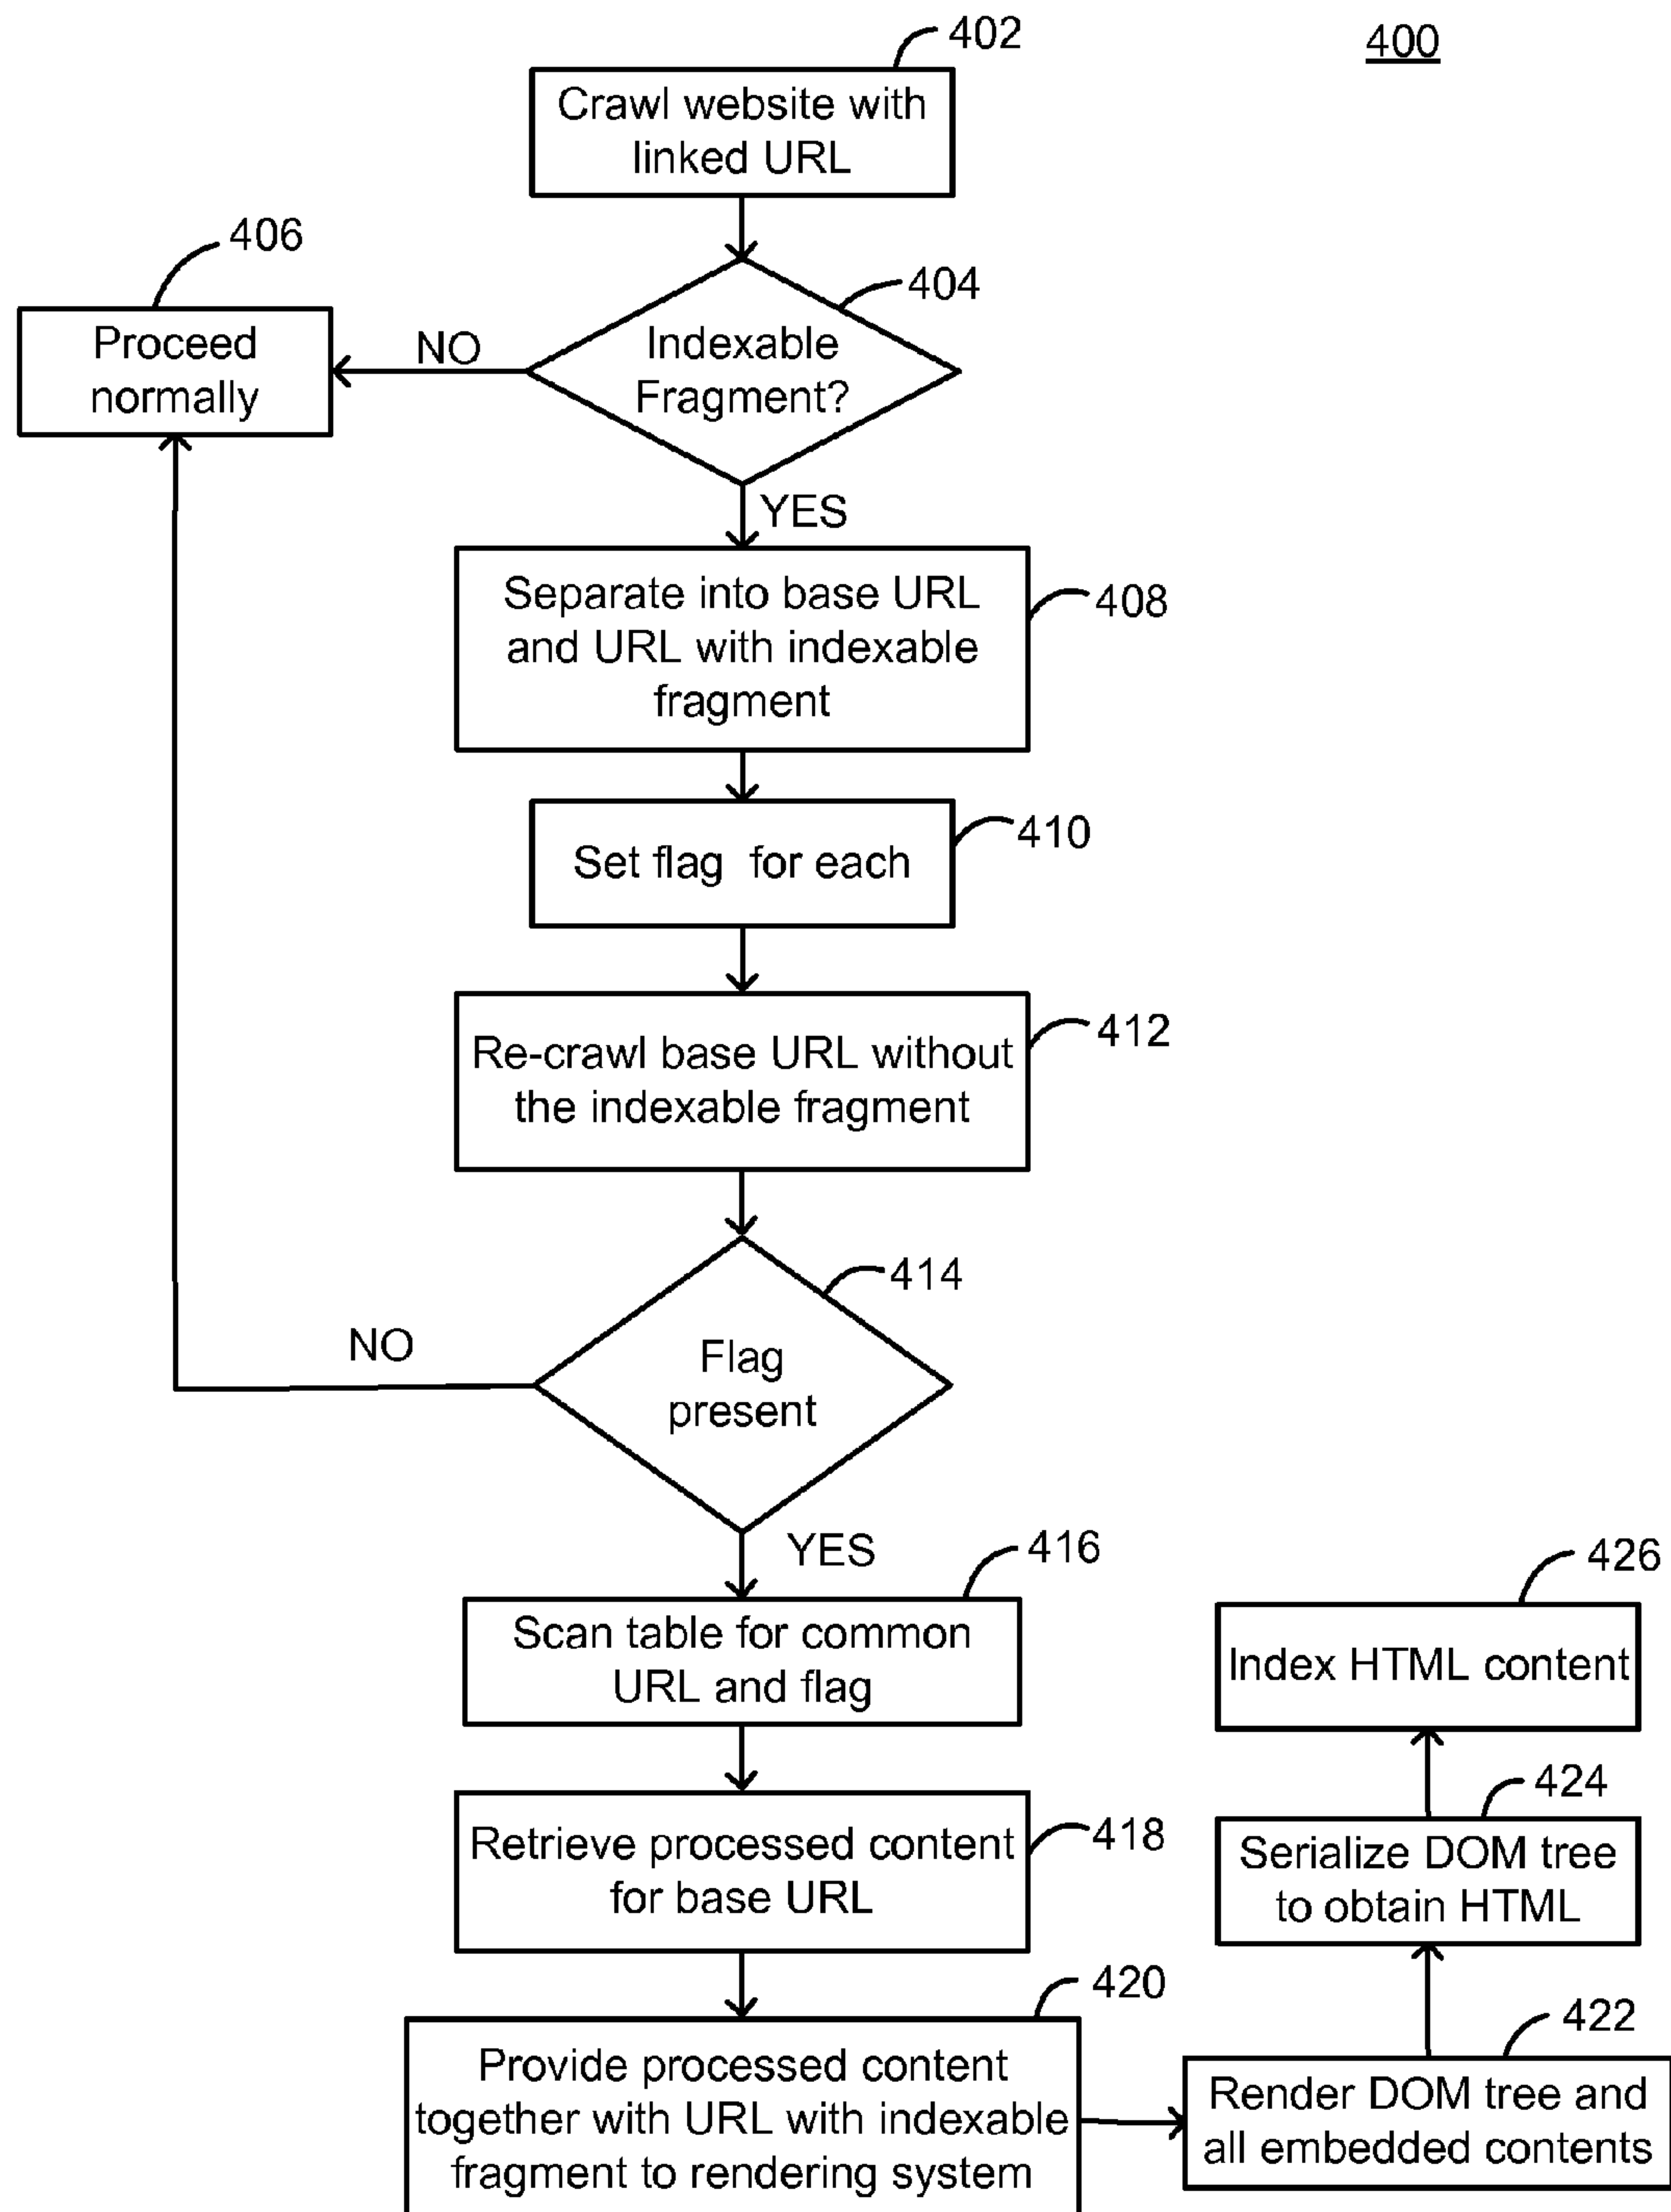 402
400
Crawl website with
linked URL
406
404
Proceed
normally
NO
Indexable
Fragment?
YES
Separate into base URL
and URL with indexable
fragment
408
410
Set flag for each
Re-crawl base URL without
the indexable fragment
412
414
NO
Flag
present
YES
416
Scan table for common
URL and flag
Retrieve processed content
for base URL
418
420
Provide processed content
together with URL with indexable
fragment to rendering system
422
Render DOM tree and
all embedded contents
424
Serialize DOM tree
to obtain HTML
426
Index HTML content